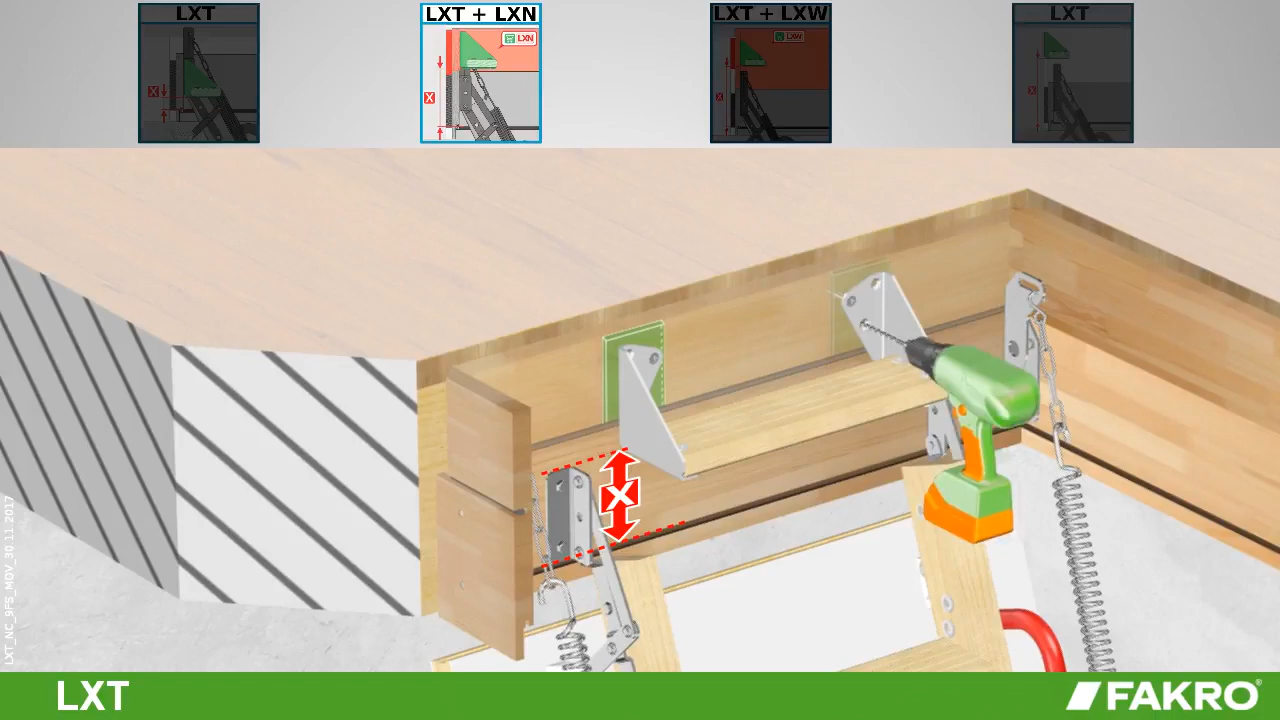 LXT
LXT + LXN
LXT + LXW
LXT
LXN
LXW
X
X
X
X
X
LXT_NC_9FS_MOV_30.11.2017
LXT
FAKRO®